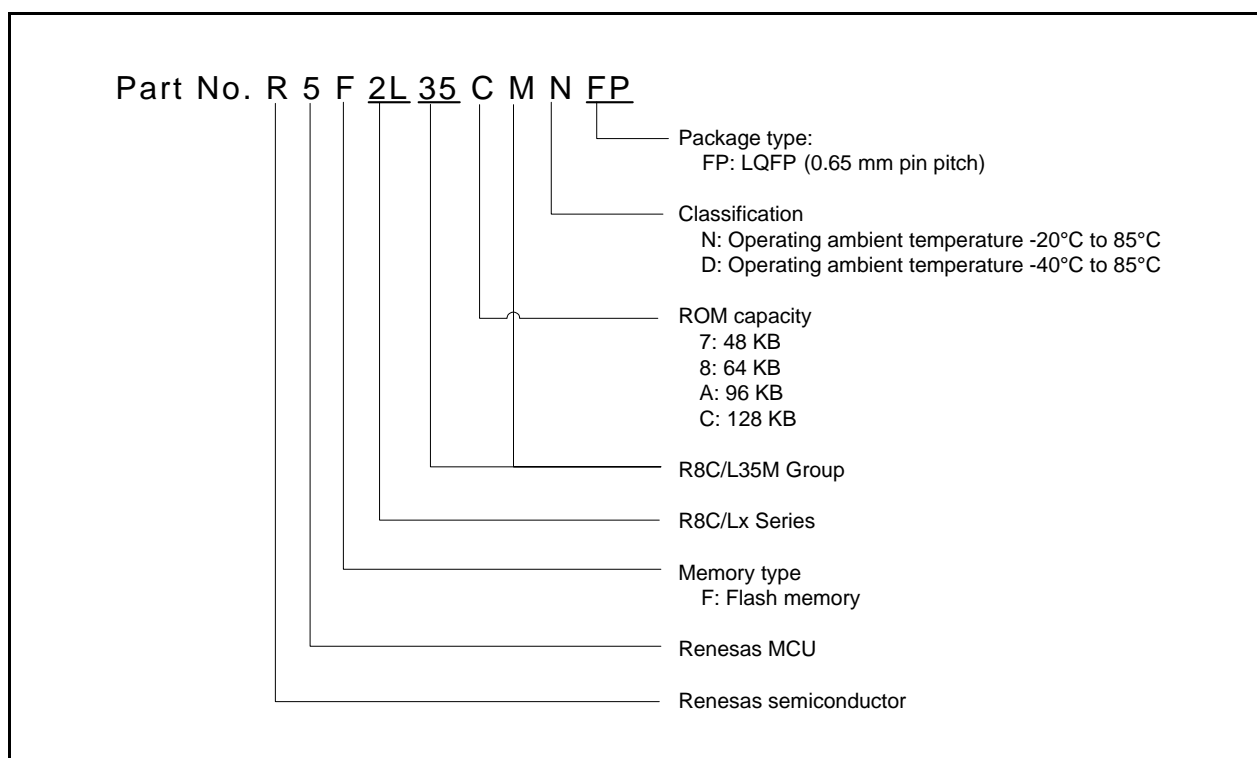 Part No. R 5 F 2L 35 C M N FP
Package type:
FP: LQFP (0.65 mm pin pitch)
Classification
N: Operating ambient temperature -20°C to 85°C
D: Operating ambient temperature -40°C to 85°C
ROM capacity
7: 48 KB
8: 64 KB
A: 96 KB
C: 128 KB
R8C/L35M Group
R8C/Lx Series
Memory type
F: Flash memory
Renesas MCU
Renesas semiconductor